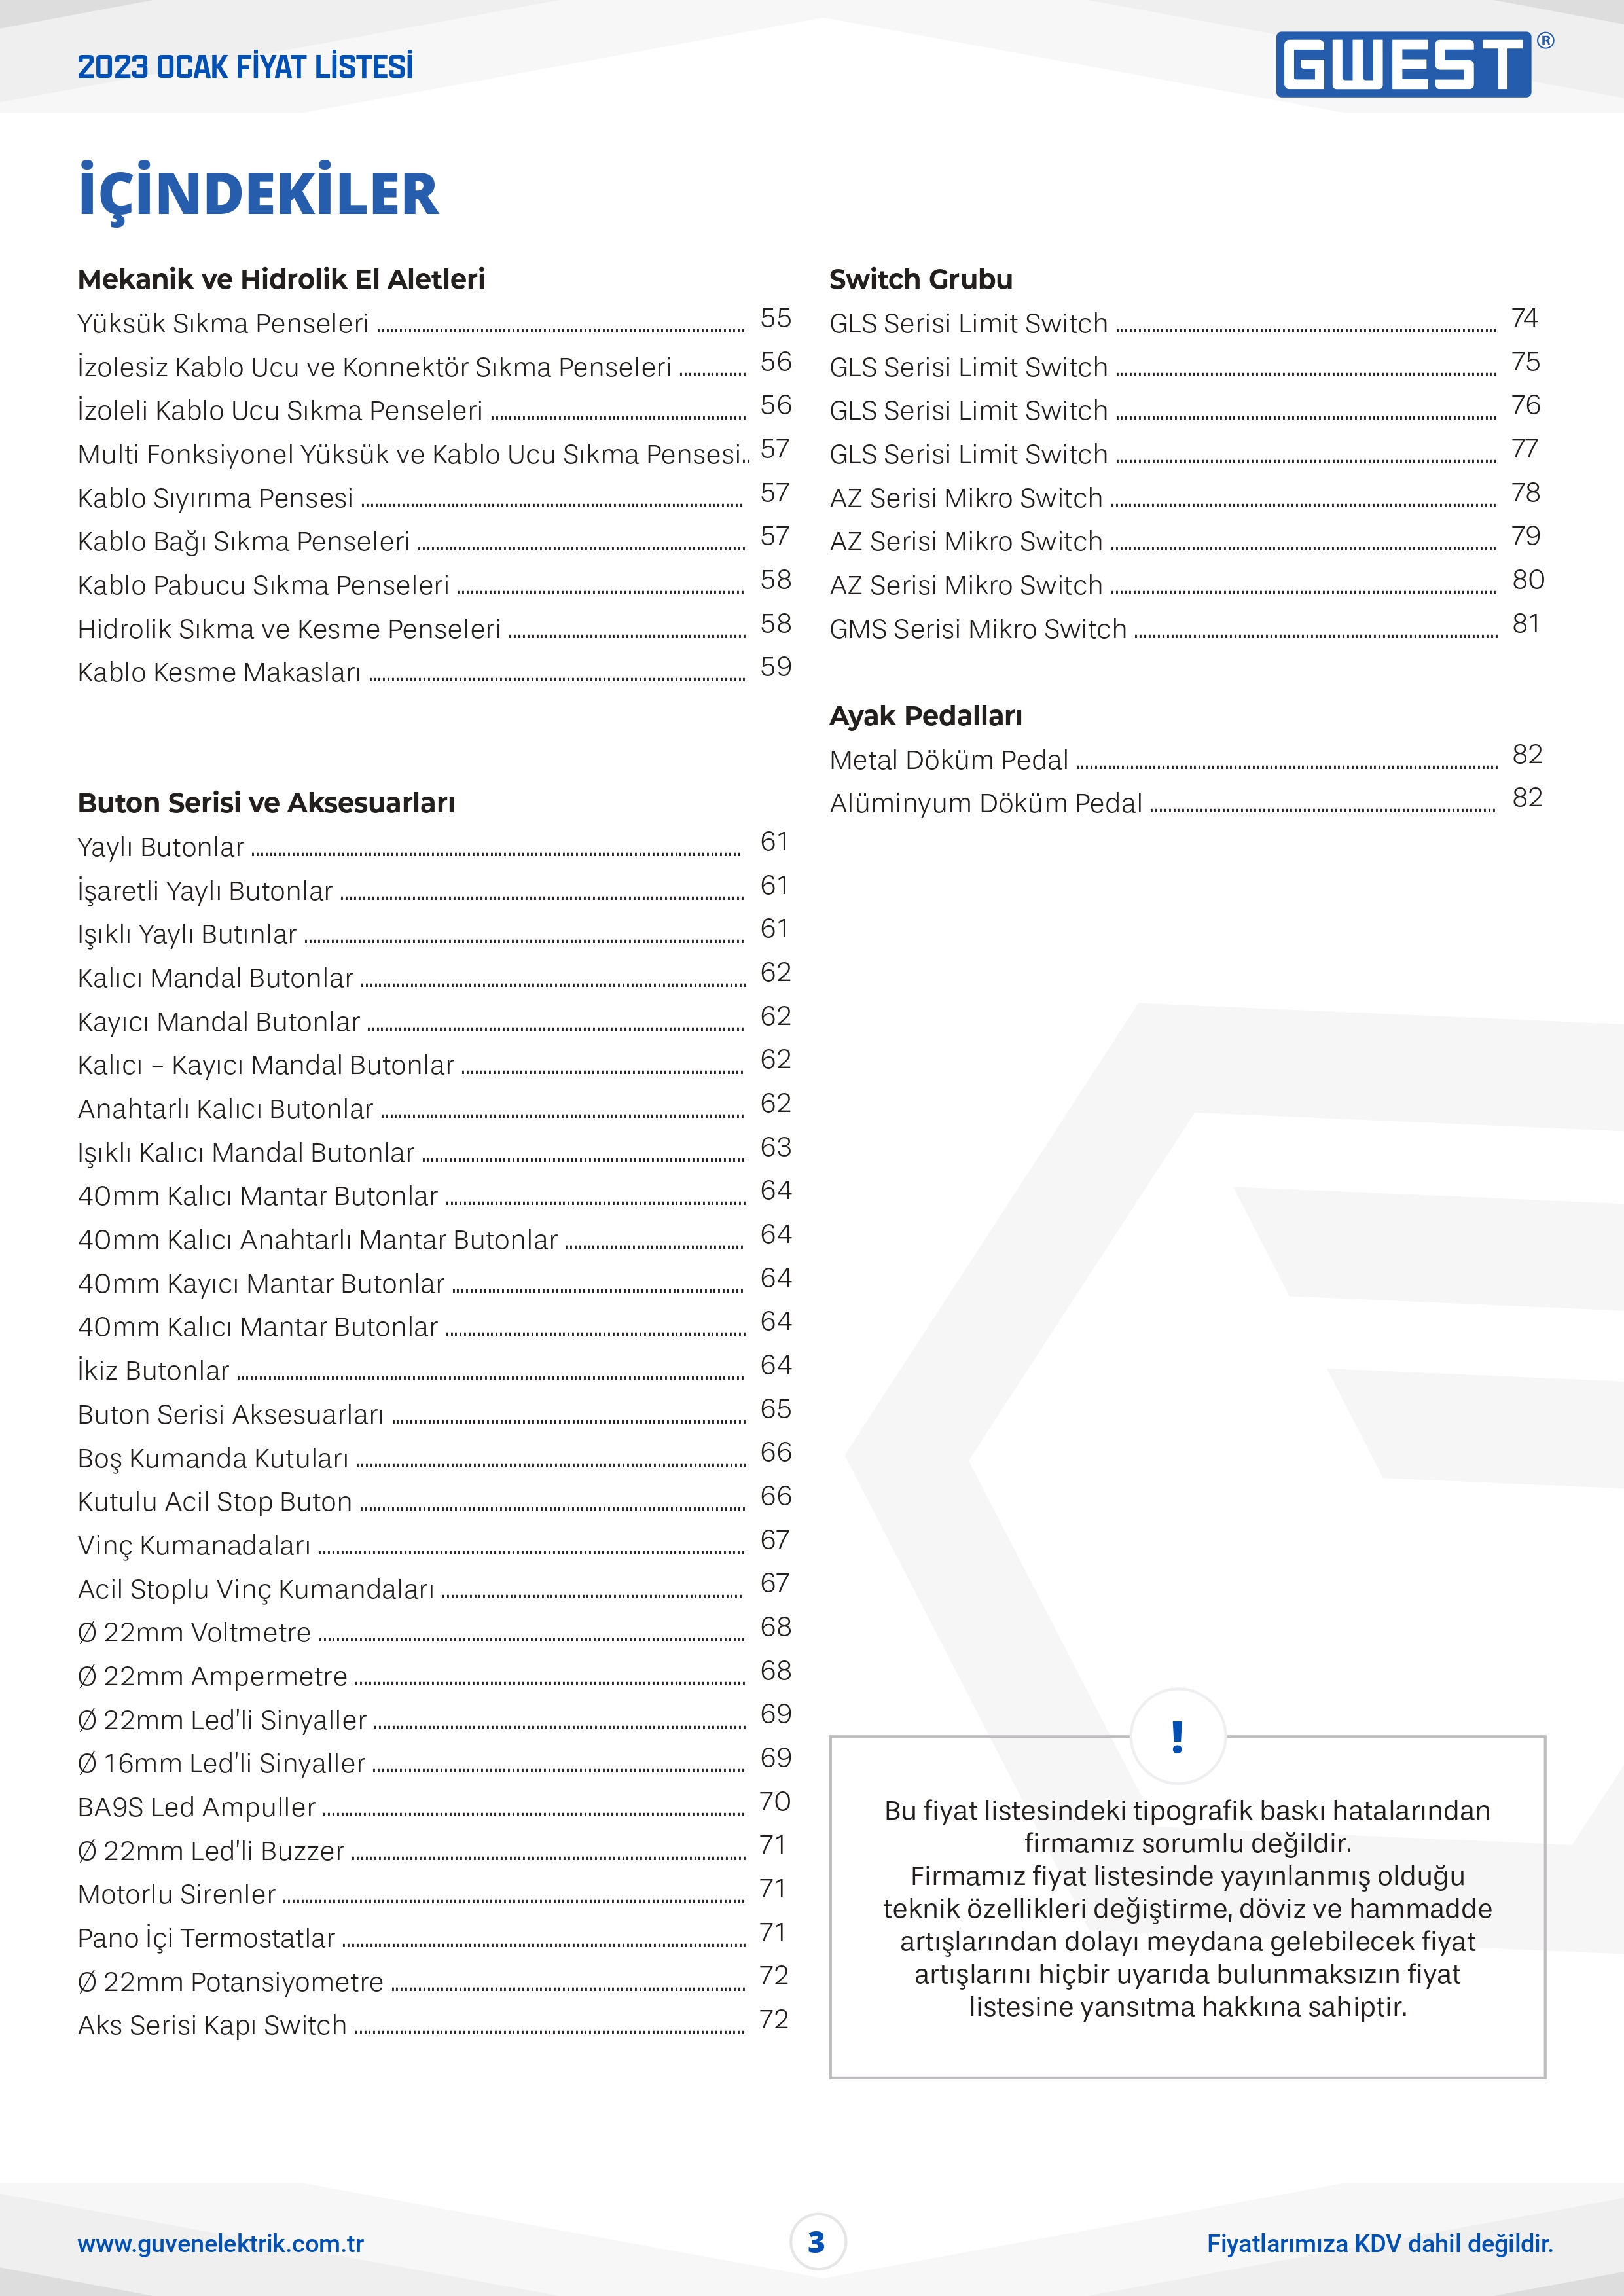 2023 OCAK FİYAT LİSTESİ
GWEST®
İÇİNDEKİLER
Mekanik ve Hidrolik El Aletleri
Yüksük Sıkma Penseleri 55
İzolesiz Kablo Ucu ve Konnektör Sıkma Penseleri 56
İzoleli Kablo Ucu Sıkma Penseleri 56
Multi Fonksiyonel Yüksük ve Kablo Ucu Sıkma Pensesi.. 57
Kablo Sıyırıma Pensesi 57
Kablo Bağı Sıkma Penseleri 57
Kablo Pabucu Sıkma Penseleri 58
Hidrolik Sıkma ve Kesme Penseleri 58
Kablo Kesme Makasları 59
Buton Serisi ve Aksesuarları
Yaylı Butonlar 61
İşaretli Yaylı Butonlar 61
Işıklı Yaylı Butınlar 61
Kalıcı Mandal Butonlar 62
Kayıcı Mandal Butonlar 62
Kalıcı – Kayıcı Mandal Butonlar 62
Anahtarlı Kalıcı Butonlar 62
Işıklı Kalıcı Mandal Butonlar 63
40mm Kalıcı Mantar Butonlar 64
40mm Kalıcı Anahtarlı Mantar Butonlar 64
40mm Kayıcı Mantar Butonlar 64
40mm Kalıcı Mantar Butonlar 64
İkiz Butonlar 64
Buton Serisi Aksesuarları 65
Boş Kumanda Kutuları 66
Kutulu Acil Stop Buton 66
Vinç Kumanadaları 67
Acil Stoplu Vinç Kumandaları 67
Ø 22mm Voltmetre 68
Ø 22mm Ampermetre 68
Ø 22mm Led'li Sinyaller 69
Ø 16mm Led'li Sinyaller 69
BA9S Led Ampuller 70
Ø 22mm Led'li Buzzer 71
Motorlu Sirenler 71
Pano İçi Termostatlar 71
Ø 22mm Potansiyometre 72
Aks Serisi Kapı Switch 72
Switch Grubu
GLS Serisi Limit Switch 74
GLS Serisi Limit Switch 75
GLS Serisi Limit Switch 76
GLS Serisi Limit Switch 77
AZ Serisi Mikro Switch 78
AZ Serisi Mikro Switch 79
AZ Serisi Mikro Switch 80
GMS Serisi Mikro Switch 81
Ayak Pedalları
Metal Döküm Pedal 82
Alüminyum Döküm Pedal 82
!
Bu fiyat listesindeki tipografik baskı hatalarından
firmamız sorumlu değildir.
Firmamız fiyat listesinde yayınlanmış olduğu
teknik özellikleri değiştirme, döviz ve hammadde
artışlarından dolayı meydana gelebilecek fiyat
artışlarını hiçbir uyarıda bulunmaksızın fiyat
listesine yansıtma hakkına sahiptir.
www.guvenelektrik.com.tr
3
Fiyatlarımıza KDV dahil değildir.